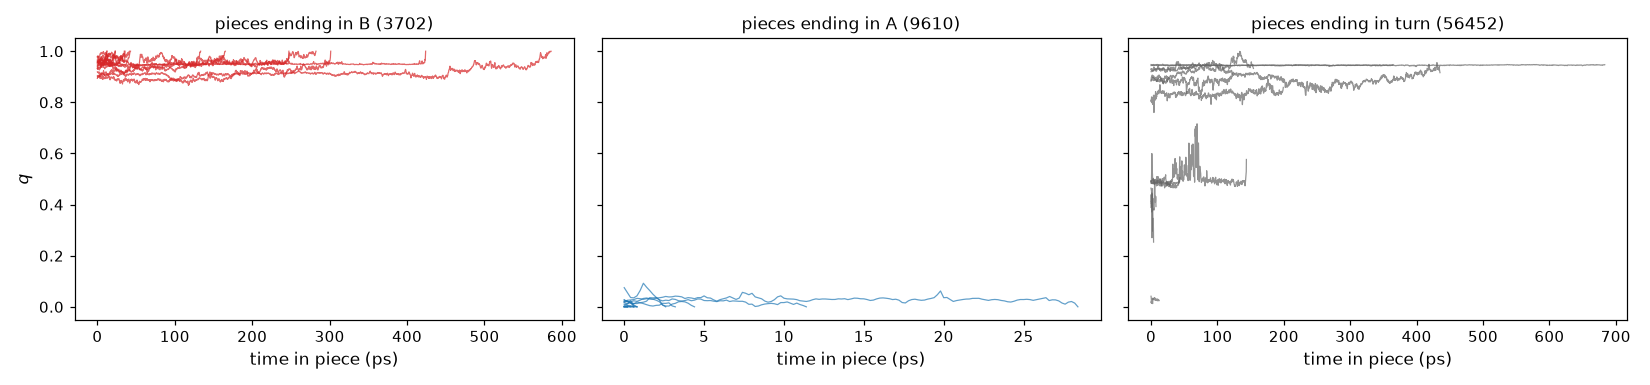 pieces ending in B (3702)
pieces ending in A (9610)
pieces ending in turn (56452)
q
1.0
0.8
0.6
0.4
0.2
0.0
0 100 200 300 400 500 600
0 5 10 15 20 25
0 100 200 300 400 500 600 700
time in piece (ps)
time in piece (ps)
time in piece (ps)